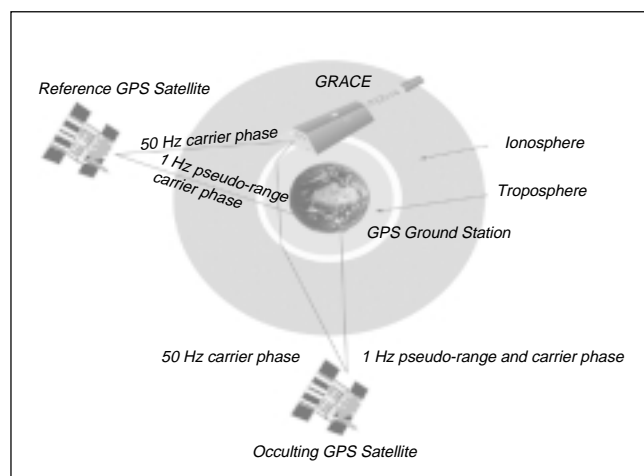 GRACE
Reference GPS Satellite
50 Hz carrier phase
Ionosphere
1 Hz pseudo-range
carrier phase
Troposphere
GPS Ground Station
50 Hz carrier phase
1 Hz pseudo-range and carrier phase
Occulting GPS Satellite